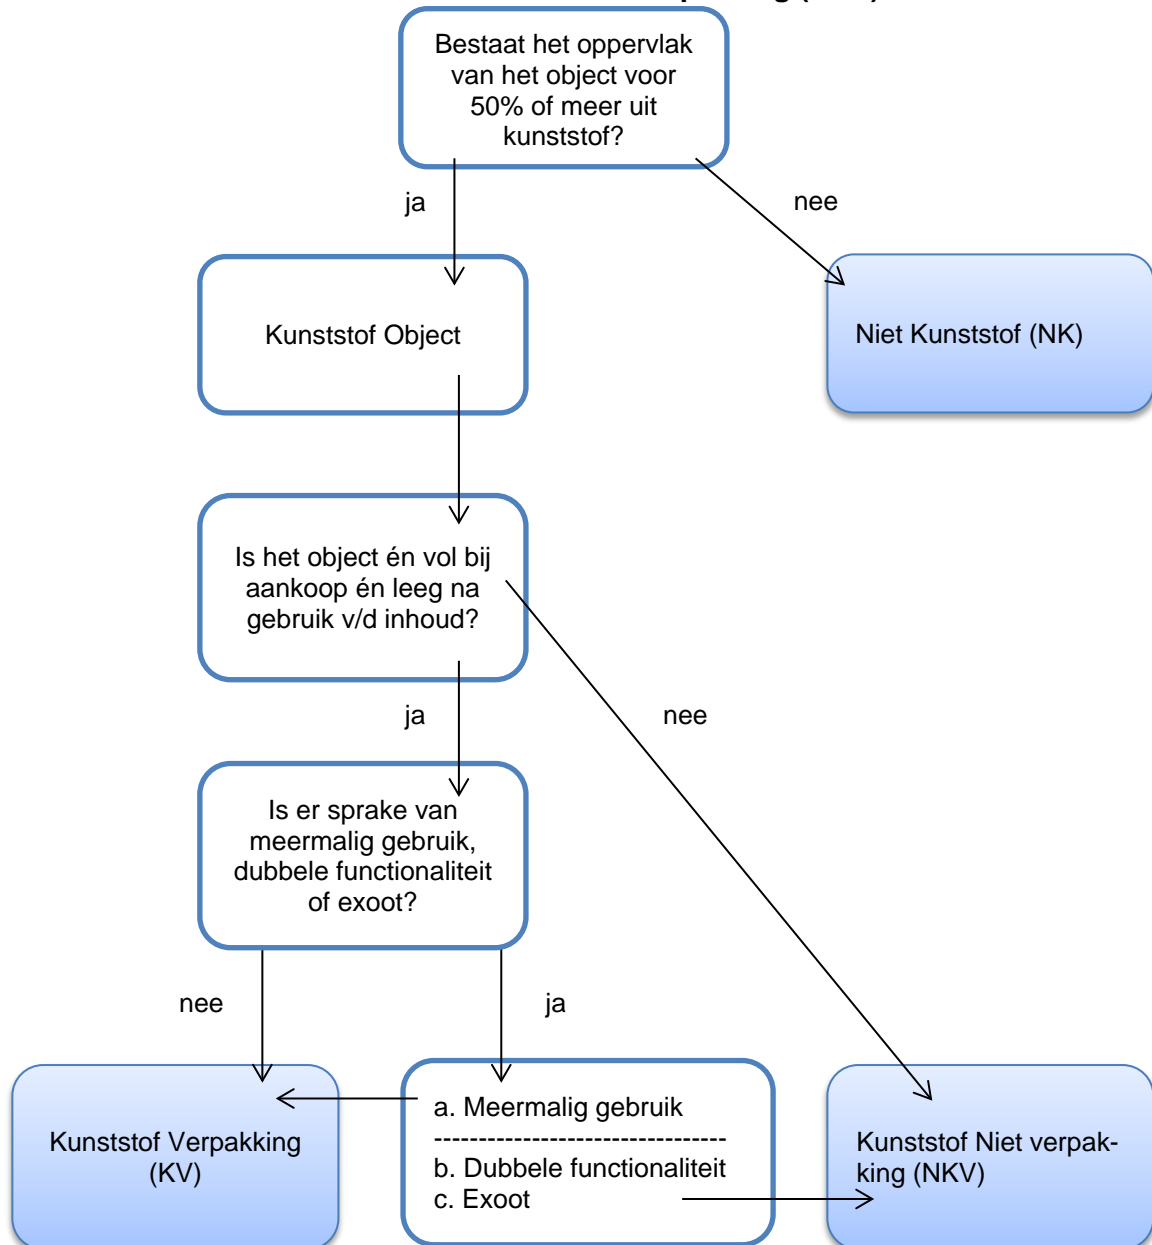 Bestaat het oppervlak
van het object voor
50% of meer uit
kunststof?
ja
nee
Kunststof Object
Niet Kunststof (NK)
Is het object én vol bij
aankoop én leeg na
gebruik v/d inhoud?
ja
nee
Is er sprake van
meermalig gebruik,
dubbele functionaliteit
of exoot?
nee
ja
Kunststof Verpakking
(KV)
a. Meermalig gebruik
---------------------------------
b. Dubbele functionaliteit
c. Exoot
Kunststof Niet verpak-
king (NKV)